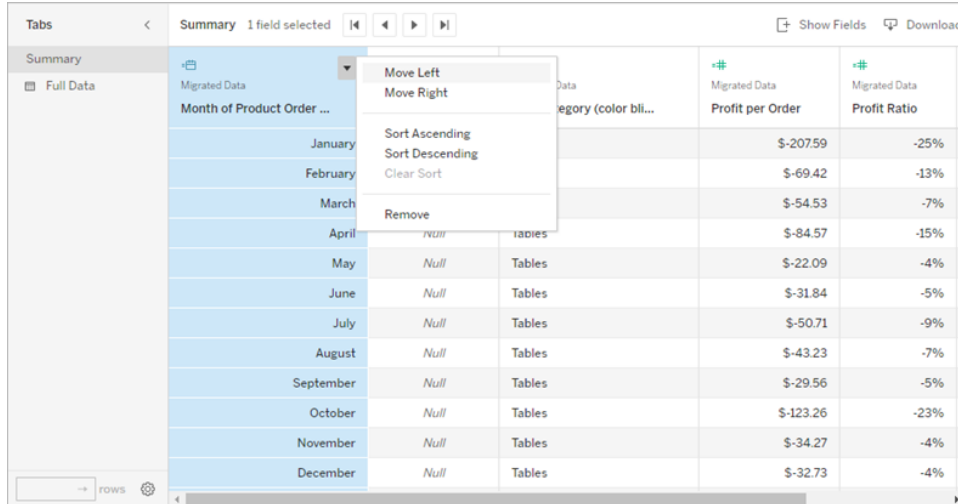 Tabs
Summary 1 field selected
Show Fields
Download
Summary
Full Data
Migrated Data
Month of Product Order ...
Move Left
Move Right
Sort Ascending
Sort Descending
Clear Sort
Remove
Data
egory (color bli...
Migrated Data
Profit per Order
Migrated Data
Profit Ratio
January $-207.59 -25%
February $-69.42 -13%
March $-54.53 -7%
April Null Tables $-84.57 -15%
May Null Tables $-22.09 -4%
June Null Tables $-31.84 -5%
July Null Tables $-50.71 -9%
August Null Tables $-43.23 -7%
September Null Tables $-29.56 -5%
October Null Tables $-123.26 -23%
November Null Tables $-34.27 -4%
December Null Tables $-32.73 -4%
rows